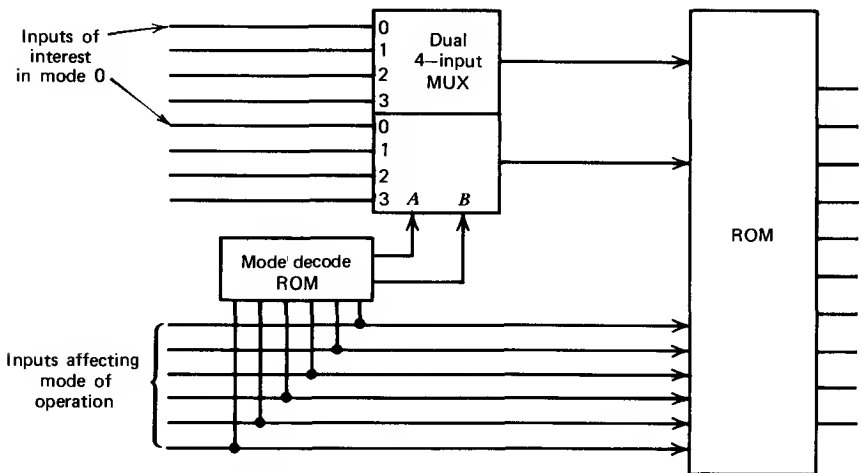 Inputs of
interest
in mode 0
0
1
2
3
0
1
2
3
Dual
4-input
MUX
A B
Mode decode
ROM
ROM
Inputs affecting
mode of
operation